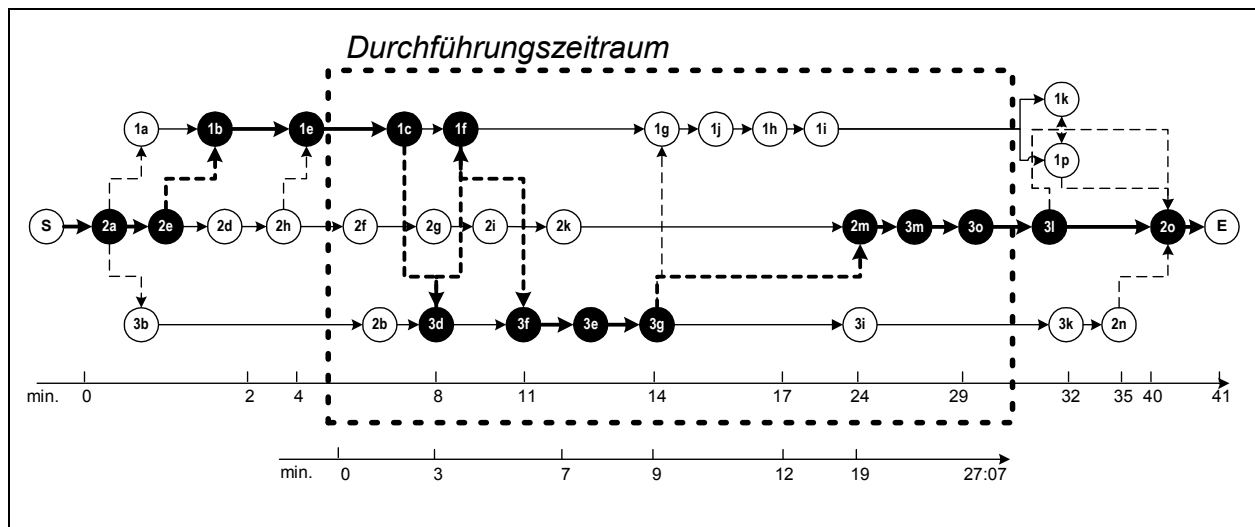 Durchführungszeitraum
1k
1a 1b 1e 1c 1f 1g 1j 1h 1i
1p
S 2a 2e 2d 2h 2f 2g 2i 2k 2m 3m 3o 3l 2o E
3b 2b 3d 3f 3e 3g 3i 3k 2n
min. 0 2 4 8 11 14 17 24 29 32 35 40 41
min. 0 3 7 9 12 19 27:07